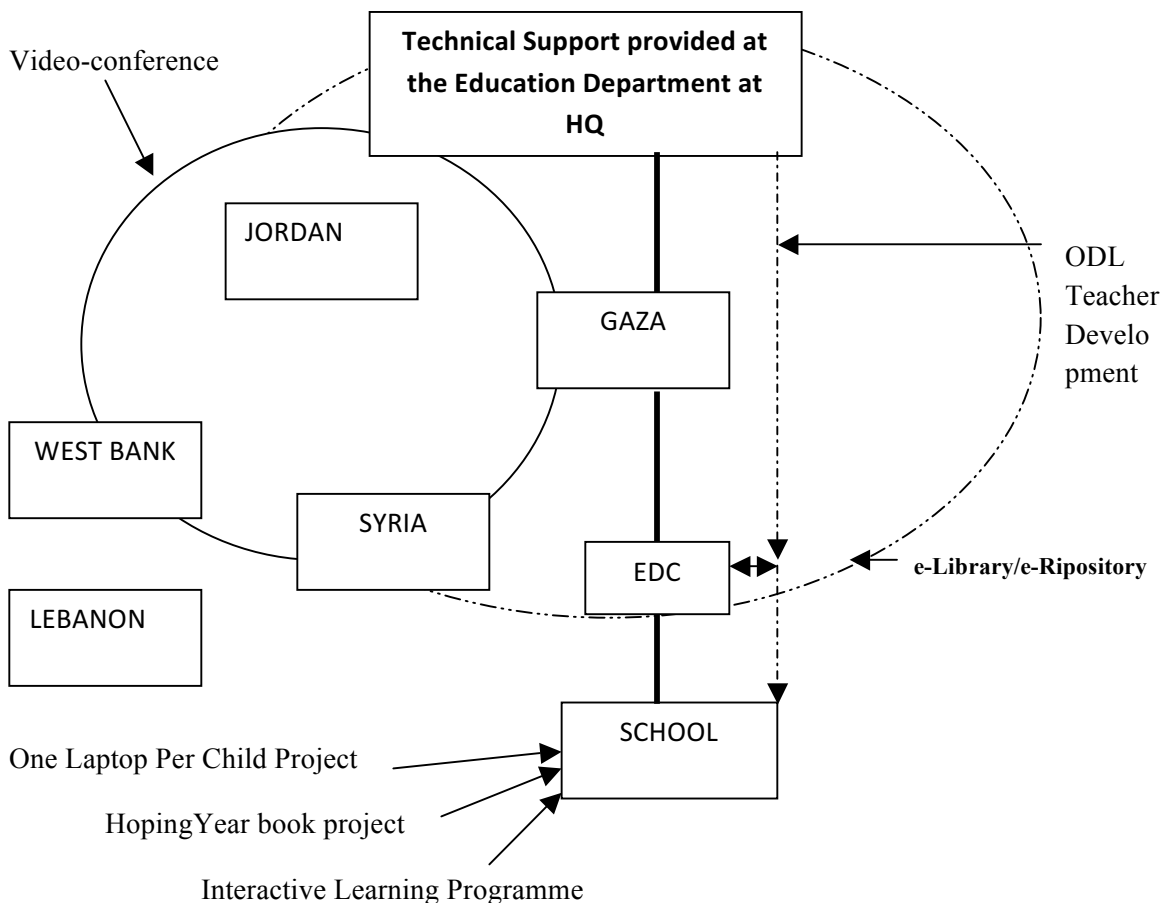 Technical Support provided at
the Education Department at
HQ
Video-conference
JORDAN
ODL
Teacher
Develo
pment
GAZA
WEST BANK
SYRIA
EDC
e-Library/e-Ripository
LEBANON
SCHOOL
One Laptop Per Child Project
HopingYear book project
Interactive Learning Programme